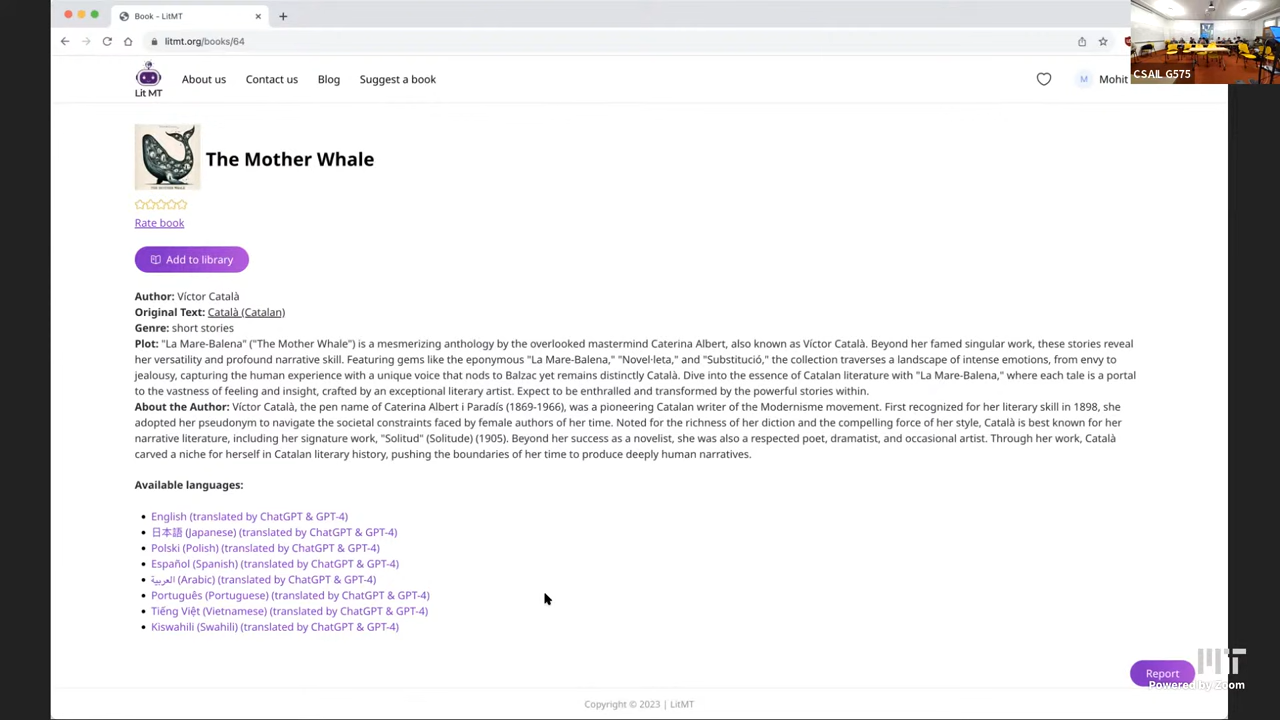 Book - LitMT
litmt.org/books/64
CSAIL G575
Lit MT
About us
Contact us
Blog
Suggest a book
M
Mohit
THE MOTHER WHALE
The Mother Whale
Rate book
Add to library
Author: Víctor Català
Original Text: Català (Catalan)
Genre: short stories
Plot: "La Mare-Balena" ("The Mother Whale") is a mesmerizing anthology by the overlooked mastermind Caterina Albert, also known as Víctor Català. Beyond her famed singular work, these stories reveal
her versatility and profound narrative skill. Featuring gems like the eponymous "La Mare-Balena," "Novel·leta," and "Substitució," the collection traverses a landscape of intense emotions, from envy to
jealousy, capturing the human experience with a unique voice that nods to Balzac yet remains distinctly Català. Dive into the essence of Catalan literature with "La Mare-Balena," where each tale is a portal
to the vastness of feeling and insight, crafted by an exceptional literary artist. Expect to be enthralled and transformed by the powerful stories within.
About the Author: Víctor Català, the pen name of Caterina Albert i Paradís (1869-1966), was a pioneering Catalan writer of the Modernisme movement. First recognized for her literary skill in 1898, she
adopted her pseudonym to navigate the societal constraints faced by female authors of her time. Noted for the richness of her diction and the compelling force of her style, Català is best known for her
narrative literature, including her signature work, "Solitud" (Solitude) (1905). Beyond her success as a novelist, she was also a respected poet, dramatist, and occasional artist. Through her work, Català
carved a niche for herself in Catalan literary history, pushing the boundaries of her time to produce deeply human narratives.
Available languages:
English (translated by ChatGPT & GPT-4)
日本語 (Japanese) (translated by ChatGPT & GPT-4)
Polski (Polish) (translated by ChatGPT & GPT-4)
Español (Spanish) (translated by ChatGPT & GPT-4)
العربية (Arabic) (translated by ChatGPT & GPT-4)
Português (Portuguese) (translated by ChatGPT & GPT-4)
Tiếng Việt (Vietnamese) (translated by ChatGPT & GPT-4)
Kiswahili (Swahili) (translated by ChatGPT & GPT-4)
Report
MIT
Powered by Zoom
Copyright © 2023 | LitMT